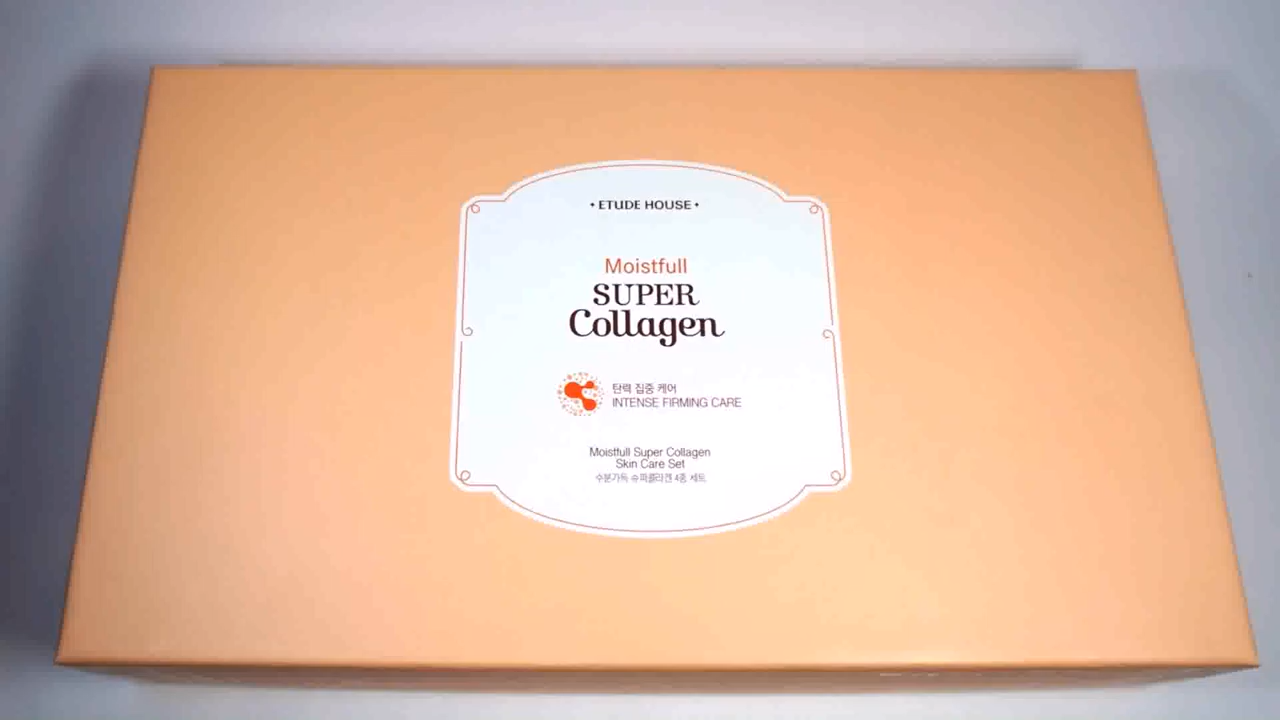 ETUDE HOUSE
Moistfull
SUPER
Collagen
탄력 집중 케어
INTENSE FIRMING CARE
Moistfull Super Collagen
Skin Care Set
수분가득 슈퍼콜라겐 4종 세트